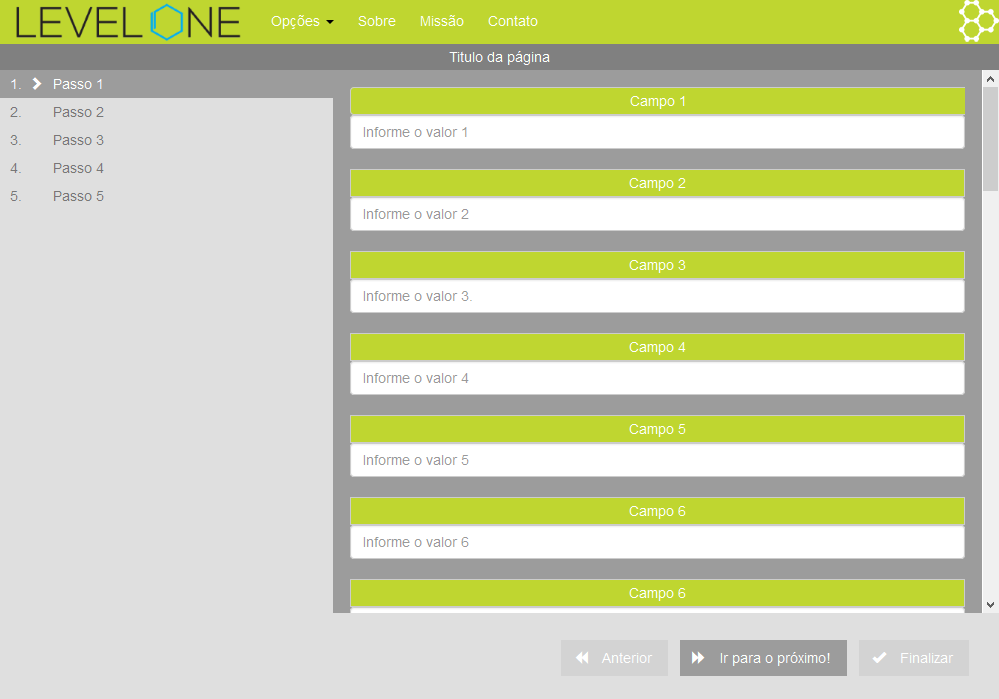 LEVELONE Opções Sobre Missão Contato
Titulo da página
1. Passo 1
2. Passo 2
3. Passo 3
4. Passo 4
5. Passo 5
Campo 1
Informe o valor 1
Campo 2
Informe o valor 2
Campo 3
Informe o valor 3.
Campo 4
Informe o valor 4
Campo 5
Informe o valor 5
Campo 6
Informe o valor 6
Campo 6
Anterior Ir para o próximo! Finalizar